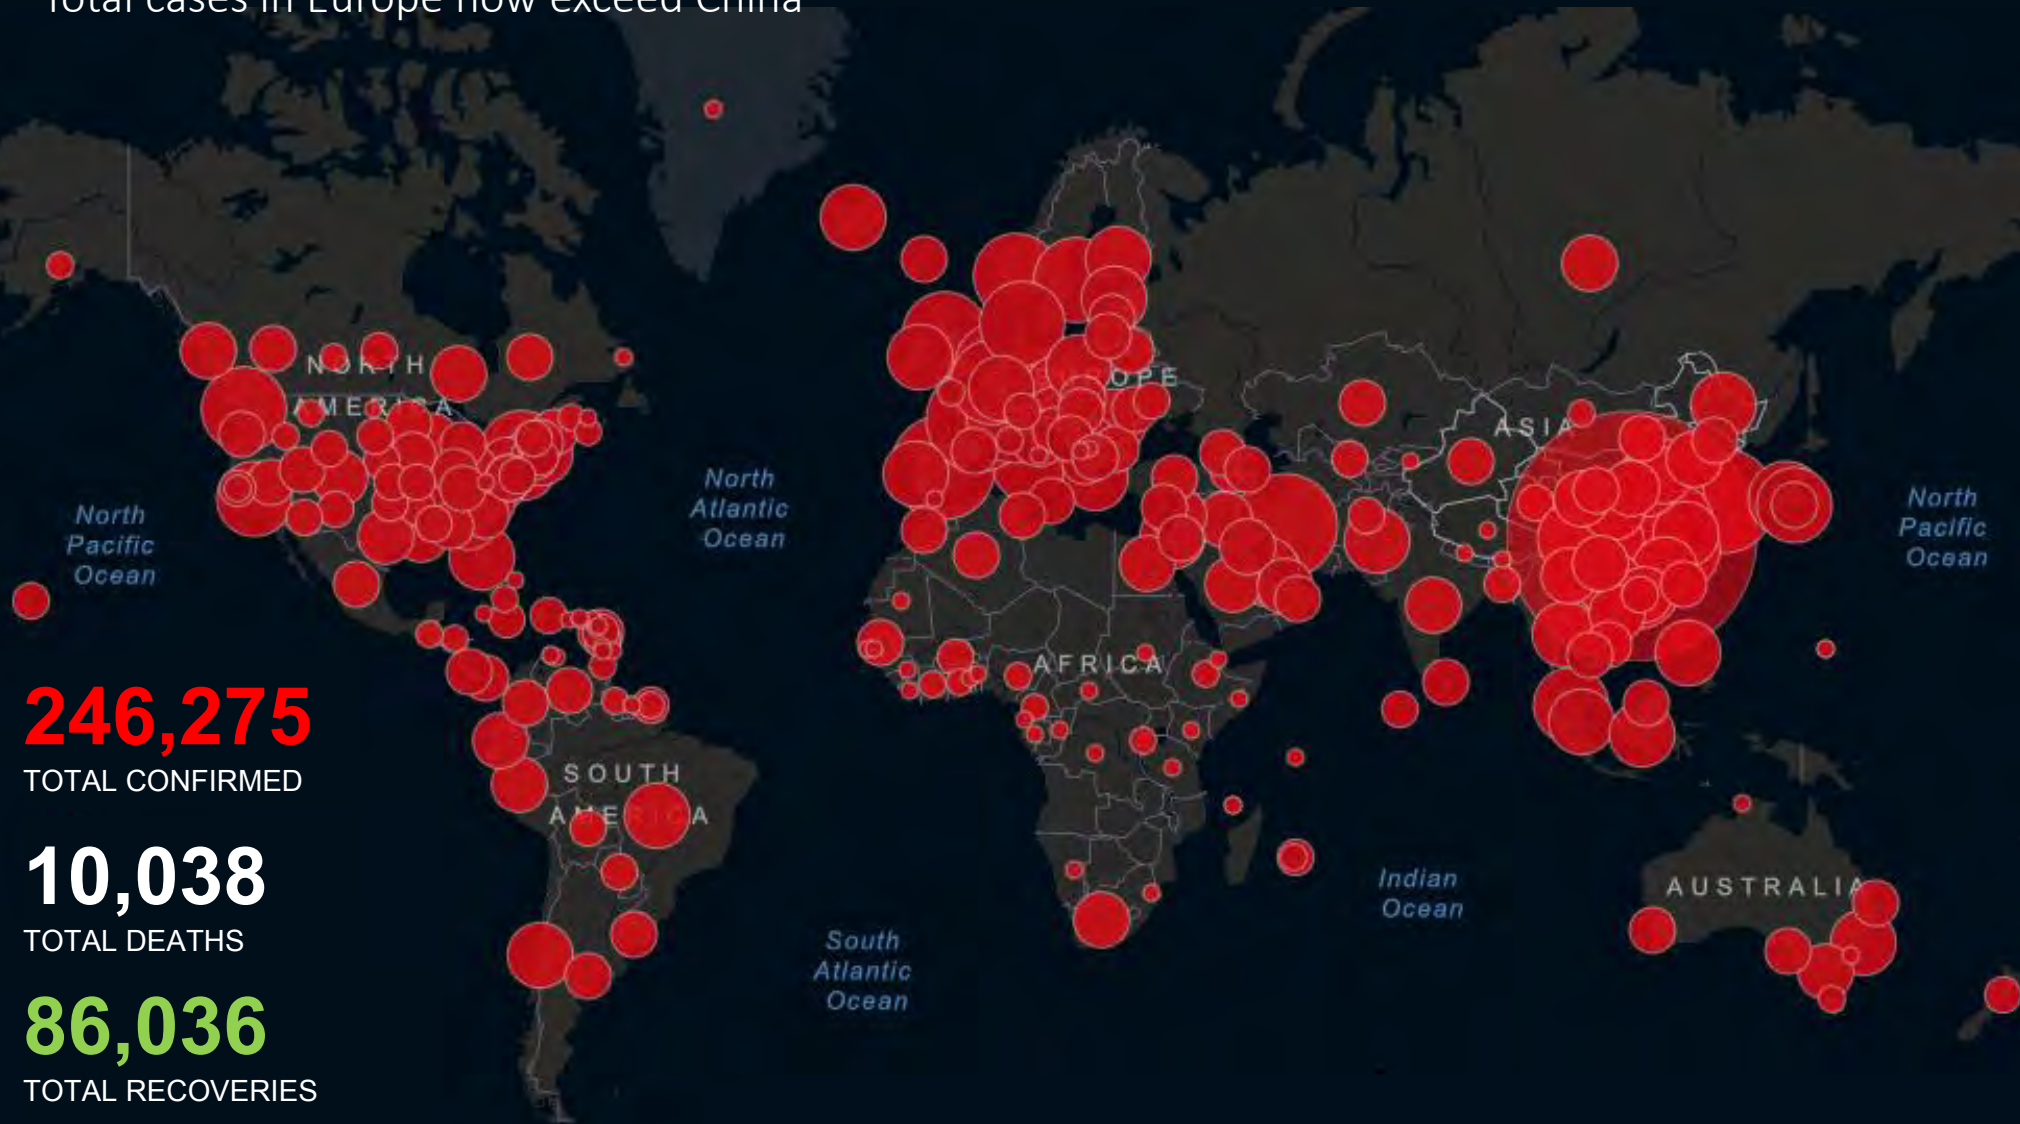 Total cases in Europe now exceed China
NORTH
AMERICA
OPE
ASIA
North
Atlantic
Ocean
North
Pacific
Ocean
North
Pacific
Ocean
AFRICA
246,275
TOTAL CONFIRMED
SOUTH
AMERICA
10,038
TOTAL DEATHS
Indian
Ocean
AUSTRALIA
South
Atlantic
Ocean
86,036
TOTAL RECOVERIES